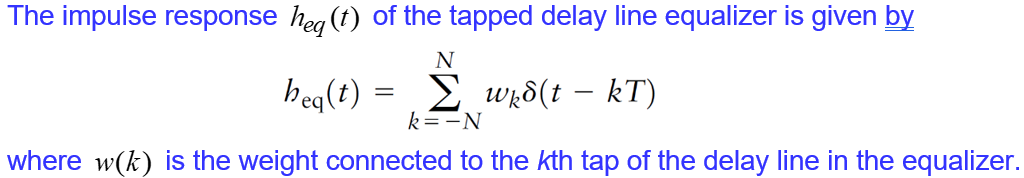 The impulse response h_eq(t) of the tapped delay line equalizer is given by
h_eq(t) = ∑_{k=−N}^{N} w_k δ(t − kT)
where w(k) is the weight connected to the kth tap of the delay line in the equalizer.